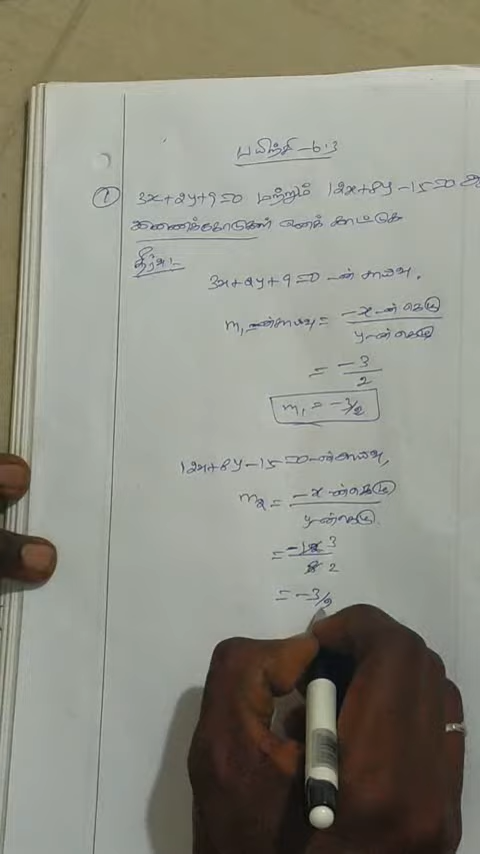 பயிற்சி - 6.3
① 3x+2y+9=0 மற்றும் 12x+8y-15=0
இணைக்கோடுகள் எனக் காட்டுக
தீர்வு:-
3x+2y+9=0 -ன் சாய்வு,
m₁ -ன் சாய்வு = -x -ன் கெழு / y -ன் கெழு
= -3 / 2
m₁ = -3/2
12x+8y-15=0 -ன் சாய்வு,
m₂ = -x -ன் கெழு / y -ன் கெழு
= -12 3 / 8 2
= -3/2